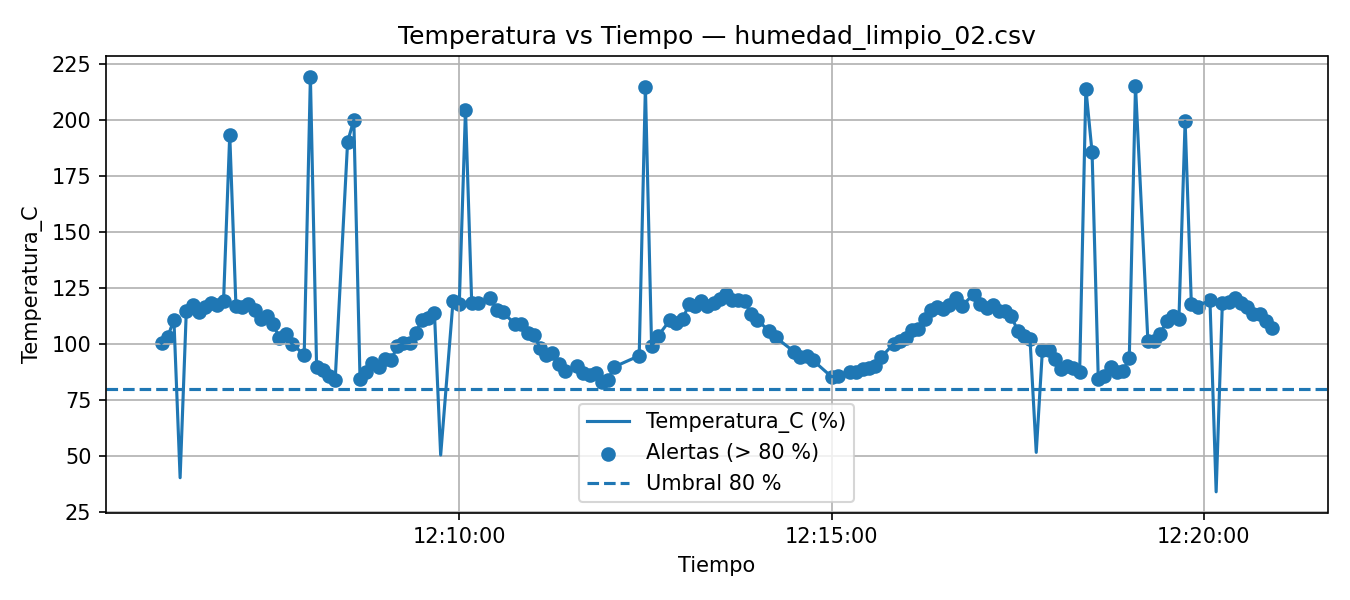 Temperatura vs Tiempo — humedad_limpio_02.csv
225
200
175
150
125
100
75
50
25
Temperatura_C
Temperatura_C (%)
Alertas (> 80 %)
Umbral 80 %
12:10:00
12:15:00
12:20:00
Tiempo